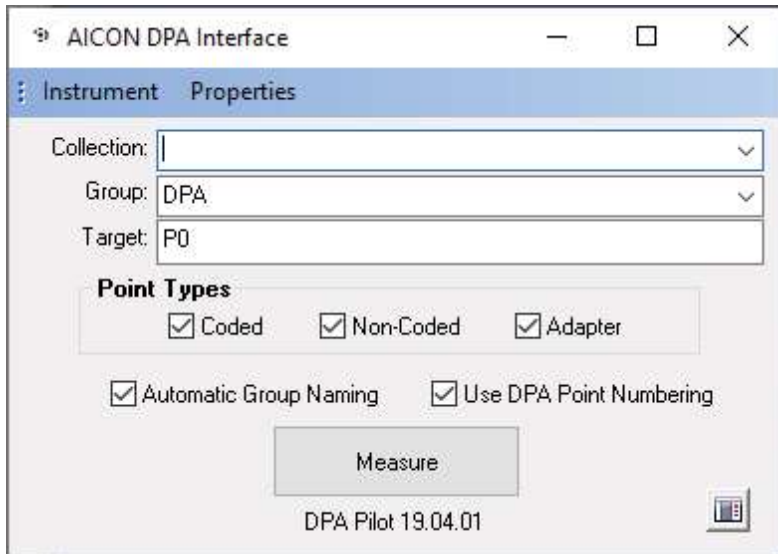 AICON DPA Interface
Instrument Properties
Collection:
Group: DPA
Target: P0
Point Types
Coded Non-Coded Adapter
Automatic Group Naming Use DPA Point Numbering
Measure
DPA Pilot 19.04.01